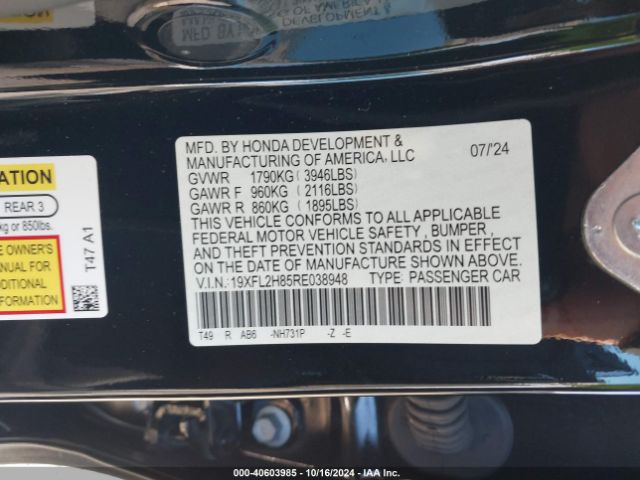 MFD. BY HONDA DEVELOPMENT &
MANUFACTURING OF AMERICA, LLC 07/'24
GVWR 1790KG (3946LBS)
GAWR F 960KG (2116LBS)
GAWR R 860KG (1895LBS)
THIS VEHICLE CONFORMS TO ALL APPLICABLE
FEDERAL MOTOR VEHICLE SAFETY , BUMPER ,
AND THEFT PREVENTION STANDARDS IN EFFECT
ON THE DATE OF MANUFACTURE SHOWN ABOVE.
V.I.N.:19XFL2H85RE038948 TYPE: PASSENGER CAR
T49 R AB6 -NH731P -Z -E
ATION
REAR 3
kg or 850lbs.
E OWNER'S
ANUAL FOR
DDITIONAL
T47 A1
000-40603985 - 10/16/2024 - IAA Inc.